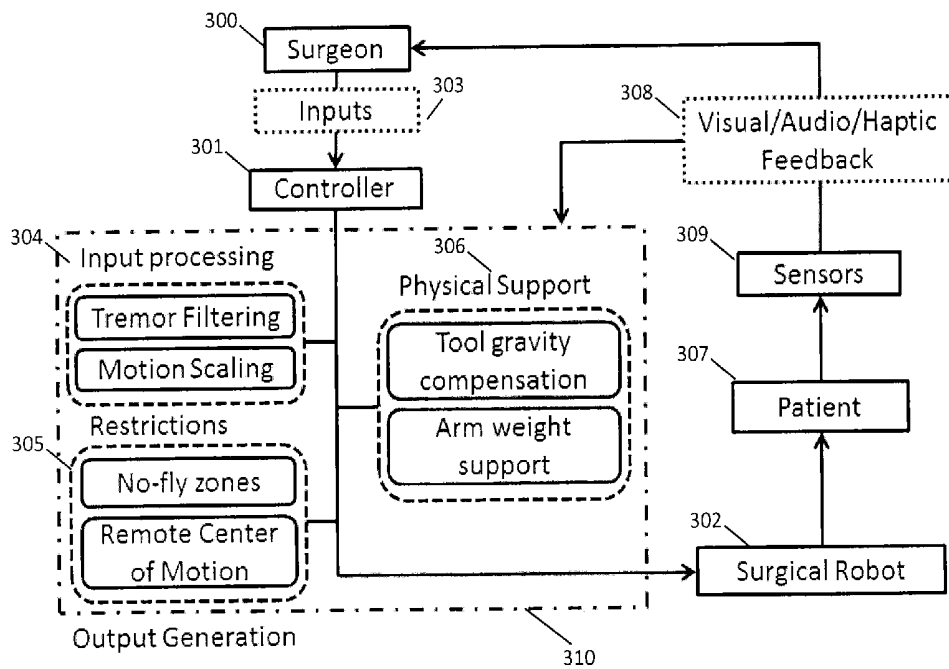 300
Surgeon
303
Inputs
301
Controller
308
Visual/Audio/Haptic
Feedback
304
Input processing
Tremor Filtering
Motion Scaling
306
Physical Support
Tool gravity
compensation
Arm weight
support
309
Sensors
307
Patient
Restrictions
305
No-fly zones
Remote Center
of Motion
302
Surgical Robot
Output Generation
310